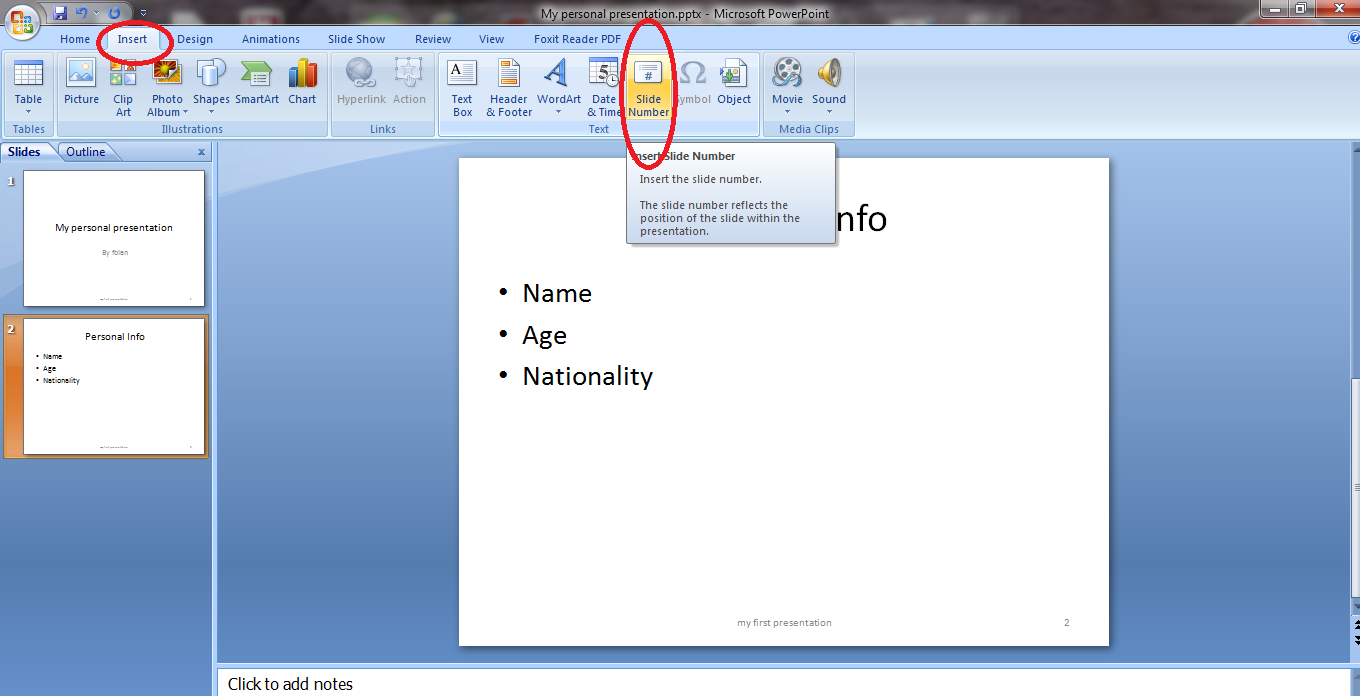 My personal presentation.pptx - Microsoft PowerPoint
Home Insert Design Animations Slide Show Review View Foxit Reader PDF
Table Picture Clip Art Photo Album Shapes SmartArt Chart Hyperlink Action Text Box Header & Footer WordArt Date & Time Slide Number Symbol Object Movie Sound
Tables Illustrations Links Text Media Clips
Slides Outline x
Insert Slide Number
Insert the slide number.
The slide number reflects the
position of the slide within the
presentation.
1
My personal presentation
By folan
2
Personal Info
• Name
• Age
• Nationality
nfo
• Name
• Age
• Nationality
my first presentation 2
Click to add notes